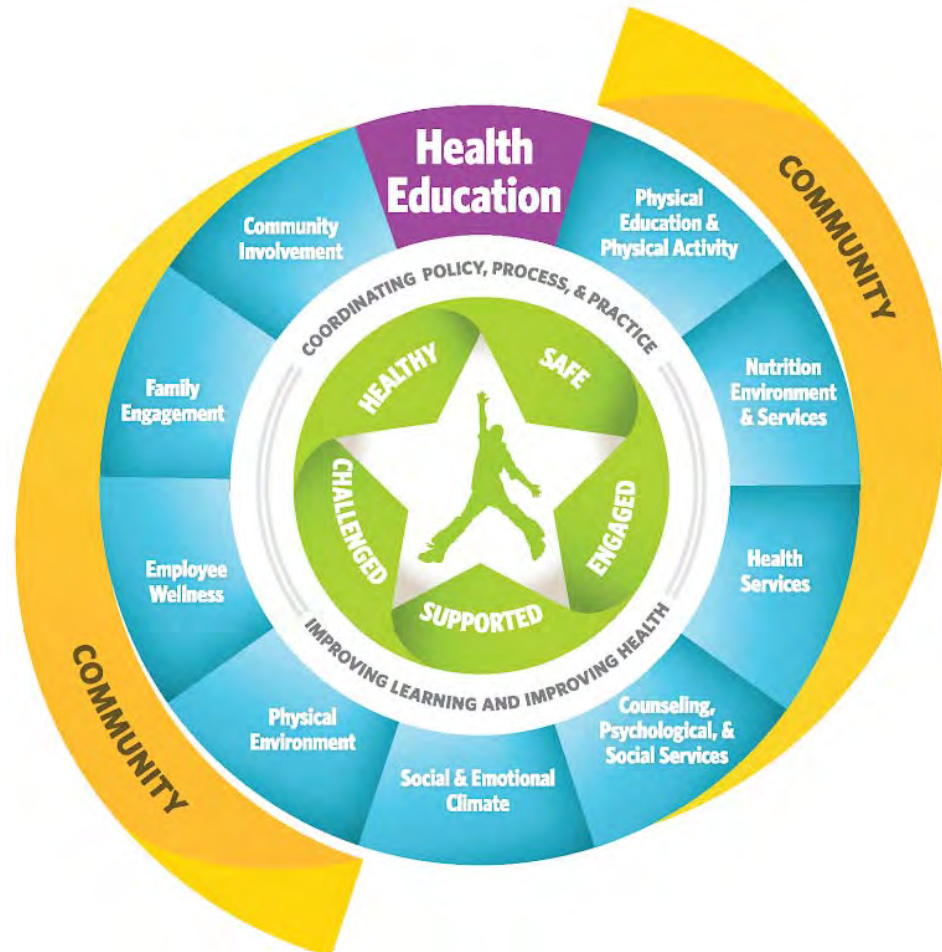 Health
Education
Physical
Education &
Physical Activity
Nutrition
Environment
& Services
Health
Services
Counseling,
Psychological, &
Social Services
Social & Emotional
Climate
Physical
Environment
Employee
Wellness
Family
Engagement
Community
Involvement
COMMUNITY
COMMUNITY
COORDINATING POLICY, PROCESS, & PRACTICE
IMPROVING LEARNING AND IMPROVING HEALTH
HEALTHY
SAFE
ENGAGED
SUPPORTED
CHALLENGED